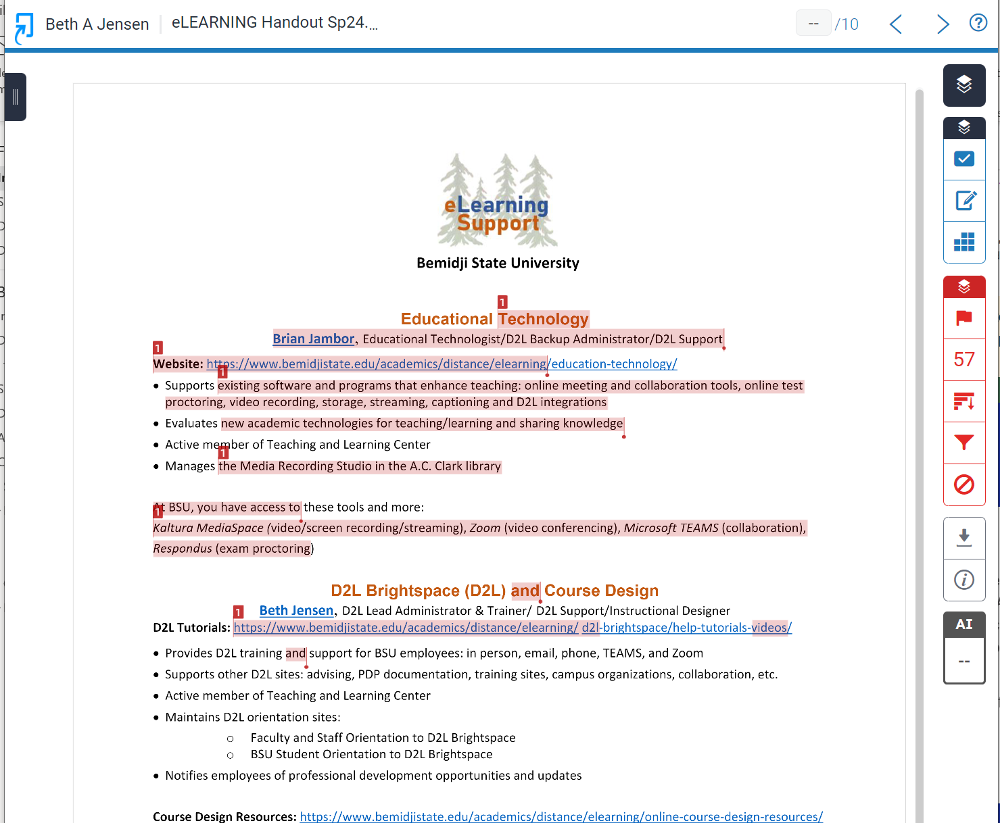 Beth A Jensen
eLEARNING Handout Sp24....
-- /10
?
eLearning
Support
Bemidji State University
1
Educational Technology
Brian Jambor, Educational Technologist/D2L Backup Administrator/D2L Support
1
Website: https://www.bemidjistate.edu/academics/distance/elearning/education-technology/
1
• Supports existing software and programs that enhance teaching: online meeting and collaboration tools, online test
proctoring, video recording, storage, streaming, captioning and D2L integrations
• Evaluates new academic technologies for teaching/learning and sharing knowledge
• Active member of Teaching and Learning Center
1
• Manages the Media Recording Studio in the A.C. Clark library
At BSU, you have access to these tools and more:
1
Kaltura MediaSpace (video/screen recording/streaming), Zoom (video conferencing), Microsoft TEAMS (collaboration),
Respondus (exam proctoring)
D2L Brightspace (D2L) and Course Design
1
Beth Jensen, D2L Lead Administrator & Trainer/ D2L Support/Instructional Designer
D2L Tutorials: https://www.bemidjistate.edu/academics/distance/elearning/ d2l-brightspace/help-tutorials-videos/
• Provides D2L training and support for BSU employees: in person, email, phone, TEAMS, and Zoom
• Supports other D2L sites: advising, PDP documentation, training sites, campus organizations, collaboration, etc.
• Active member of Teaching and Learning Center
• Maintains D2L orientation sites:
o Faculty and Staff Orientation to D2L Brightspace
o BSU Student Orientation to D2L Brightspace
• Notifies employees of professional development opportunities and updates
Course Design Resources: https://www.bemidjistate.edu/academics/distance/elearning/online-course-design-resources/
57
i
AI
--